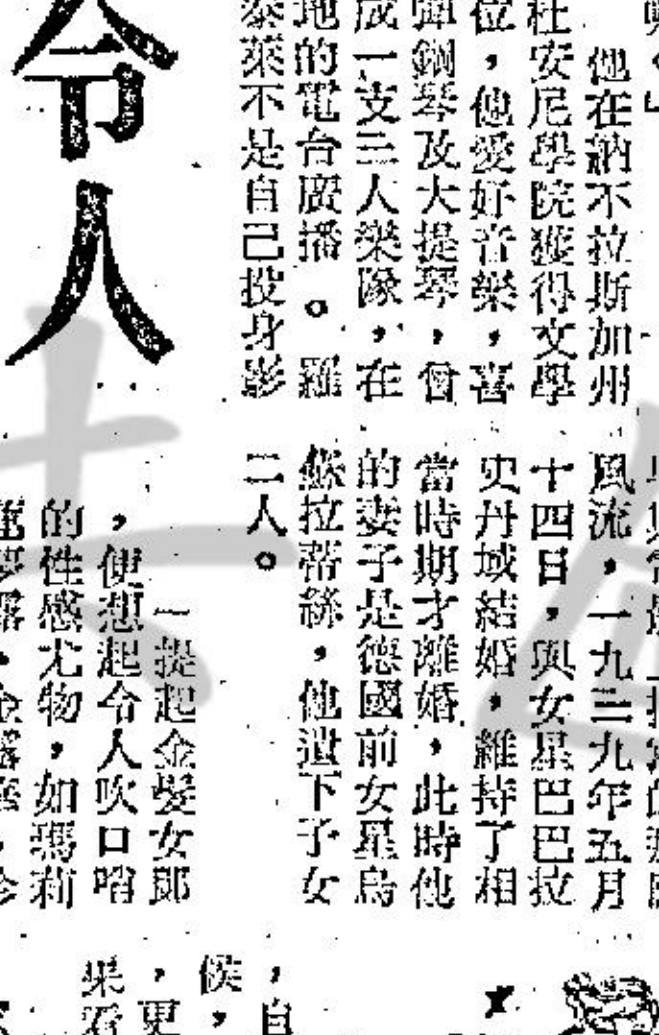 令人
他在訥不拉斯加州
杜安尼學院獲得文學
位，他愛好音樂，喜
彈鋼琴及大提琴，曾
成一支三人樂隊，在
地的電台廣播。羅
泰萊不是自己投身影
風流，一九三九年五月
十四日，與女星巴巴拉
史丹域結婚，維持了相
當時期才離婚，此時他
的妻子是德國前女星烏
蘇拉蒂絲，他遺下子女
二人。
一提起金髮女郎
，便想起令人吹口哨
的性感尤物，如瑪莉
，自
侯，
，更
果看